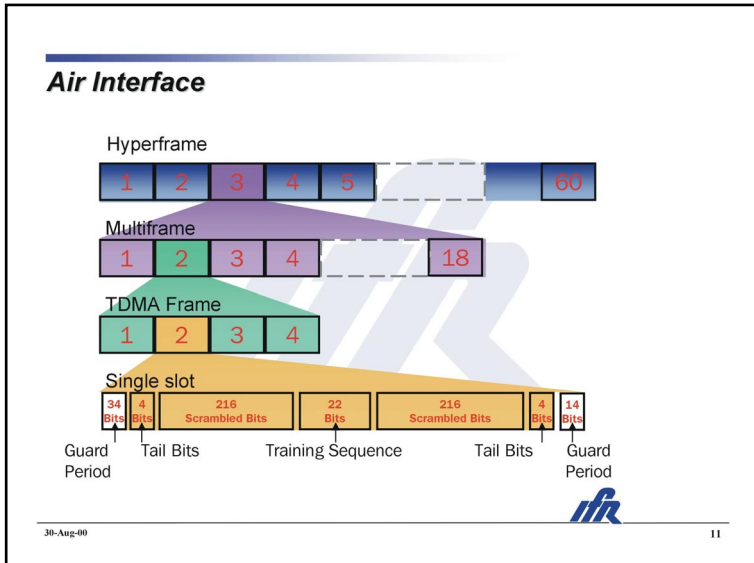 Air Interface
Hyperframe
1 2 3 4 5 60
Multiframe
1 2 3 4 18
TDMA Frame
1 2 3 4
Single slot
34 Bits 4 Bits 216 Scrambled Bits 22 Bits 216 Scrambled Bits 4 Bits 14 Bits
Guard Period Tail Bits Training Sequence Tail Bits Guard Period
ifR
30-Aug-00 11